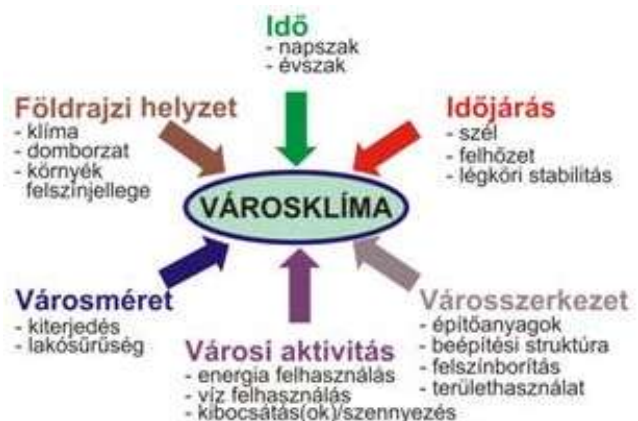 Idő
- napszak
- évszak
Földrajzi helyzet
- klíma
- domborzat
- környék
felszínjellege
Időjárás
- szél
- felhőzet
- légköri stabilitás
VÁROSKLÍMA
Városméret
- kiterjedés
- lakósűrűség
Városi aktivitás
- energia felhasználás
- víz felhasználás
- kibocsátás(ok)/szennyezés
Városszerkezet
- építőanyagok
- beépítési struktúra
- felszínborítás
- területhasználat